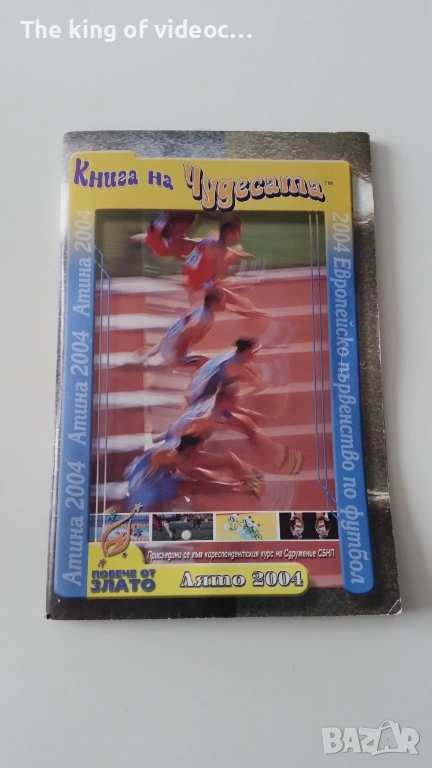 The king of videoc...
Книга на Чудесата™
Атина 2004 Атина 2004 Атина 2004
2004 Европейско първенство по футбол
Присъедини се към кореспондентския курс на Сдружение СБНП
ПОВЕЧЕ ОТ
ЗЛАТО
Лято 2004
BAZAR